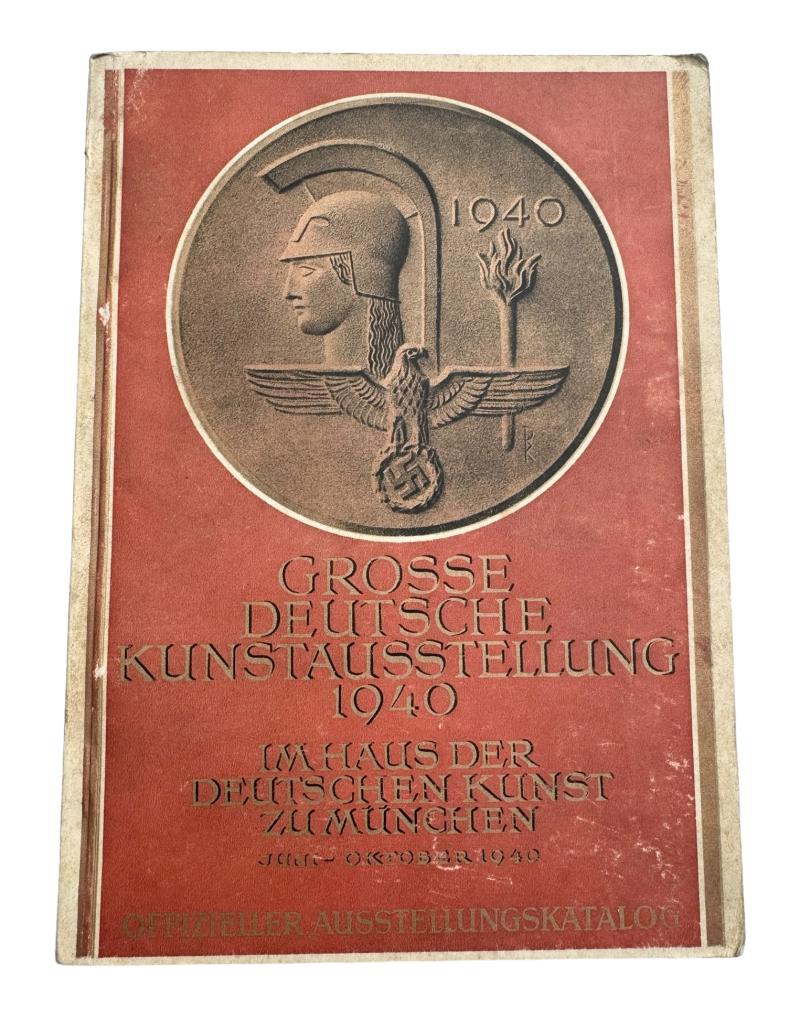 1940
GROSSE
DEUTSCHE
KUNSTAUSSTELLUNG
1940
IM HAUS DER
DEUTSCHEN KUNST
ZU MÜNCHEN
JULI – OKTOBER 1940
OFFIZIELLER AUSSTELLUNGSKATALOG